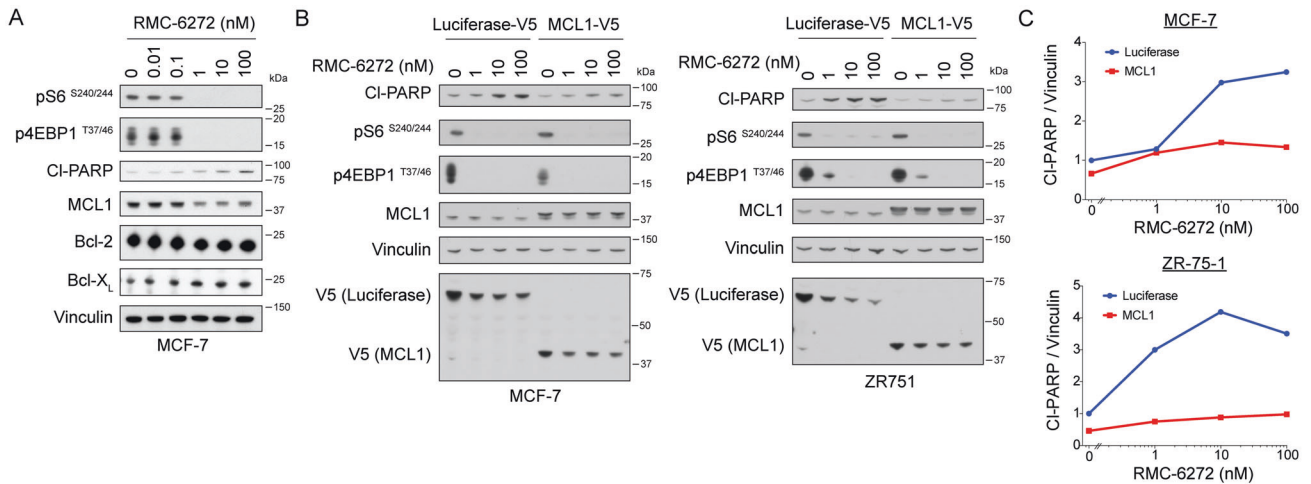 A
RMC-6272 (nM)
0 0.01 0.1 1 10 100
kDa
pS6 S240/244
25
p4EBP1 T37/46
20
15
Cl-PARP
100
75
MCL1
37
Bcl-2
25
Bcl-XL
25
Vinculin
150
MCF-7
B
Luciferase-V5 MCL1-V5
RMC-6272 (nM)
0 1 10 100 0 1 10 100
kDa
Cl-PARP
100
75
pS6 S240/244
25
p4EBP1 T37/46
20
15
MCL1
37
Vinculin
150
75
V5 (Luciferase)
50
V5 (MCL1)
37
MCF-7
Luciferase-V5 MCL1-V5
RMC-6272 (nM)
0 1 10 100 0 1 10 100
kDa
Cl-PARP
100
75
pS6 S240/244
25
p4EBP1 T37/46
20
15
MCL1
37
Vinculin
150
75
V5 (Luciferase)
50
V5 (MCL1)
37
ZR751
C
MCF-7
Luciferase
MCL1
Cl-PARP / Vinculin
4
3
2
1
0
0 1 10 100
RMC-6272 (nM)
ZR-75-1
Luciferase
MCL1
Cl-PARP / Vinculin
5
4
3
2
1
0
0 1 10 100
RMC-6272 (nM)